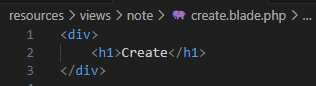 resources > views > note > create.blade.php > ...
1 <div>
2 <h1>Create</h1>
3 </div>